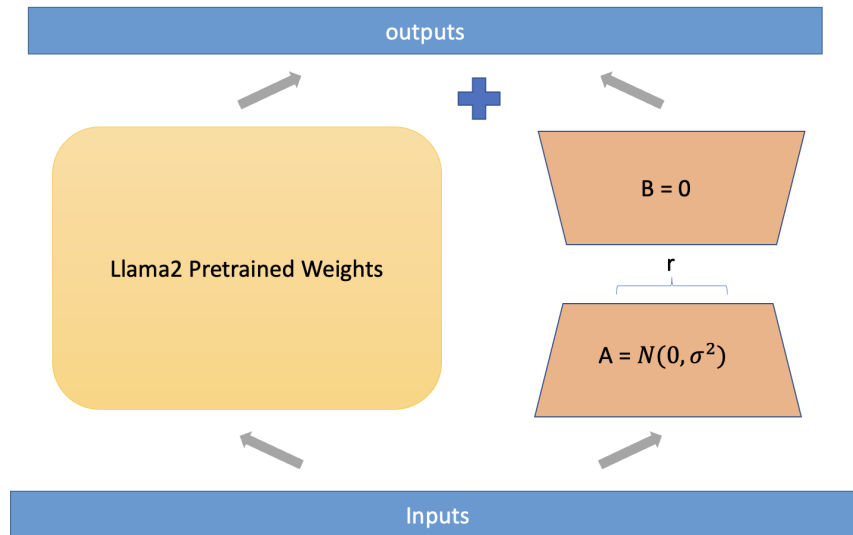 outputs
B = 0
Llama2 Pretrained Weights
r
A = N(0, σ²)
Inputs